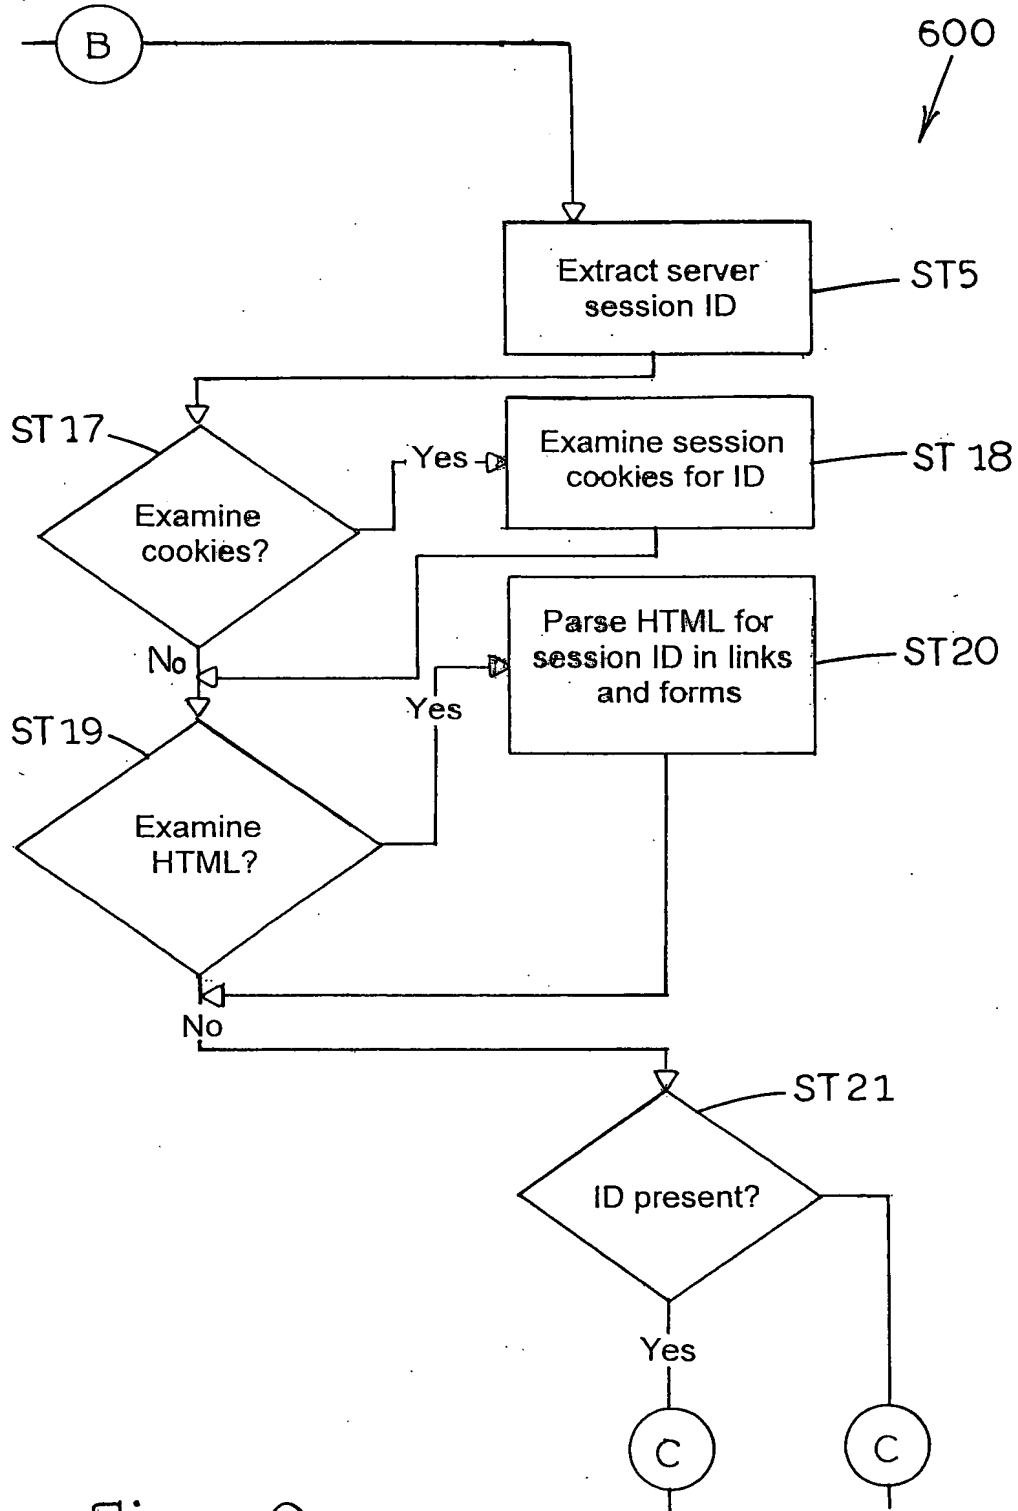 B
600
Extract server
session ID
ST5
ST 17
Yes
Examine session
cookies for ID
ST 18
Examine
cookies?
No
Parse HTML for
session ID in links
and forms
ST20
Yes
ST 19
Examine
HTML?
No
ST 21
ID present?
Yes
C
C